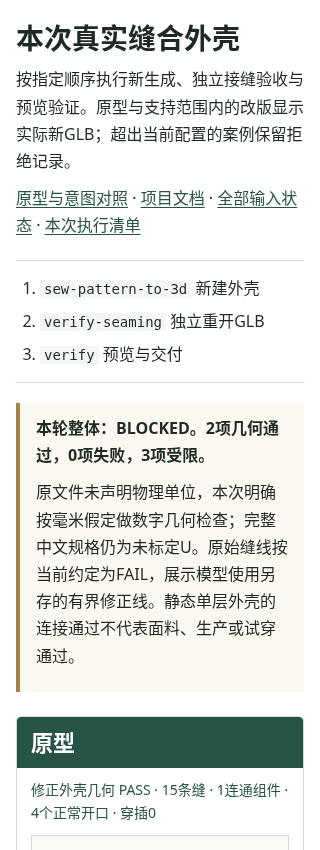 本次真实缝合外壳
按指定顺序执行新生成、独立接缝验收与
预览验证。原型与支持范围内的改版显示
实际新GLB；超出当前配置的案例保留拒
绝记录。
原型与意图对照 · 项目文档 · 全部输入状
态 · 本次执行清单
1. sew-pattern-to-3d 新建外壳
2. verify-seaming 独立重开GLB
3. verify 预览与交付
本轮整体：BLOCKED。2项几何通
过，0项失败，3项受限。
原文件未声明物理单位，本次明确
按毫米假定做数字几何检查；完整
中文规格仍为未标定U。原始缝线按
当前约定为FAIL，展示模型使用另
存的有界修正线。静态单层外壳的
连接通过不代表面料、生产或试穿
通过。
原型
修正外壳几何 PASS · 15条缝 · 1连通组件 ·
4个正常开口 · 穿插0